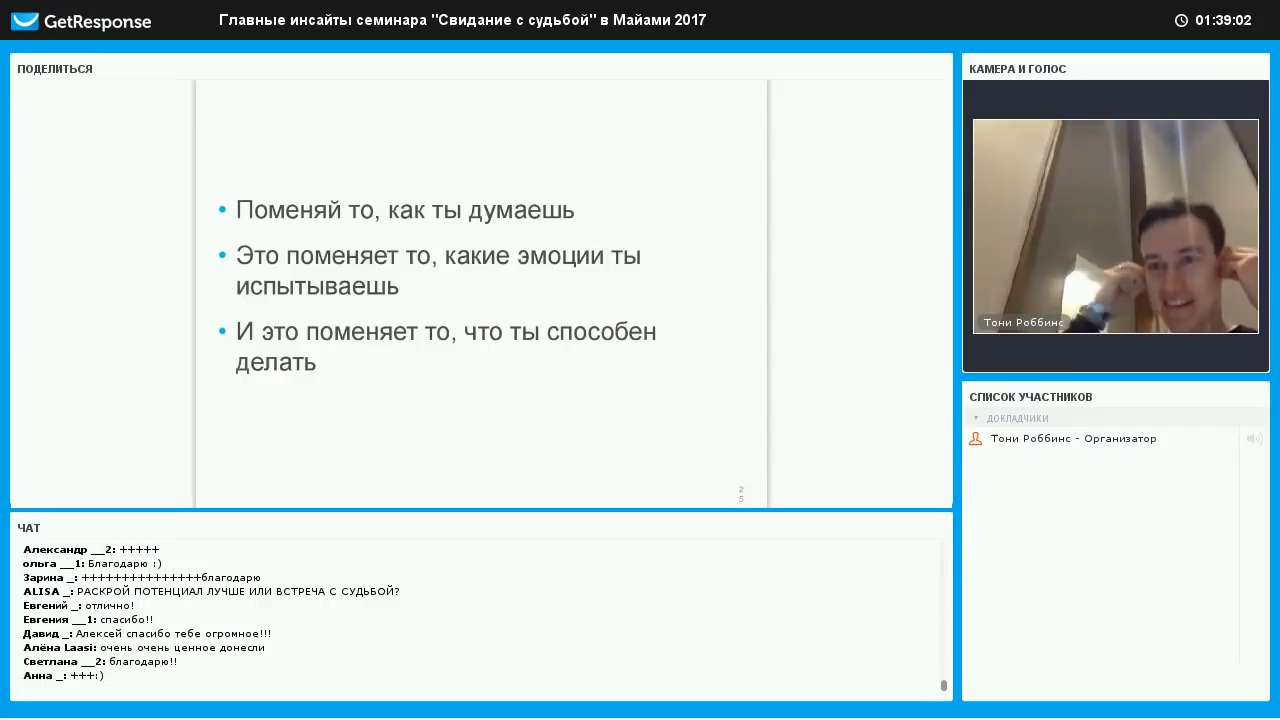 GetResponse
Главные инсайты семинара "Свидание с судьбой" в Майами 2017
01:39:02
ПОДЕЛИТЬСЯ
• Поменяй то, как ты думаешь
• Это поменяет то, какие эмоции ты
испытываешь
• И это поменяет то, что ты способен
делать
2
5
КАМЕРА И ГОЛОС
Тони Роббинс
СПИСОК УЧАСТНИКОВ
ДОКЛАДЧИКИ
Тони Роббинс - Организатор
ЧАТ
Александр __2: +++++
ольга __1: Благодарю :)
Зарина _: +++++++++++++++благодарю
ALISA _: РАСКРОЙ ПОТЕНЦИАЛ ЛУЧШЕ ИЛИ ВСТРЕЧА С СУДЬБОЙ?
Евгений _: отлично!
Евгения __1: спасибо!!
Давид _: Алексей спасибо тебе огромное!!!
Алёна Laasi: очень очень ценное донесли
Светлана __2: благодарю!!
Анна _: +++:)